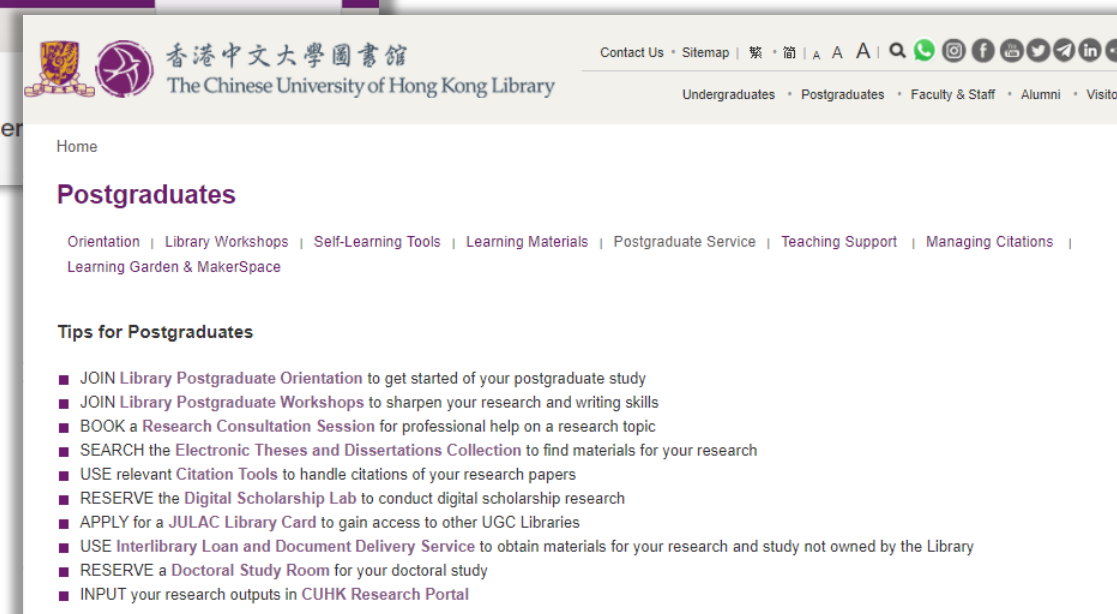 er
香港中文大學圖書館
The Chinese University of Hong Kong Library
Contact Us • Sitemap | 繁 • 简 | A A A |
Undergraduates • Postgraduates • Faculty & Staff • Alumni • Visito
Home
Postgraduates
Orientation | Library Workshops | Self-Learning Tools | Learning Materials | Postgraduate Service | Teaching Support | Managing Citations |
Learning Garden & MakerSpace
Tips for Postgraduates
JOIN Library Postgraduate Orientation to get started of your postgraduate study
JOIN Library Postgraduate Workshops to sharpen your research and writing skills
BOOK a Research Consultation Session for professional help on a research topic
SEARCH the Electronic Theses and Dissertations Collection to find materials for your research
USE relevant Citation Tools to handle citations of your research papers
RESERVE the Digital Scholarship Lab to conduct digital scholarship research
APPLY for a JULAC Library Card to gain access to other UGC Libraries
USE Interlibrary Loan and Document Delivery Service to obtain materials for your research and study not owned by the Library
RESERVE a Doctoral Study Room for your doctoral study
INPUT your research outputs in CUHK Research Portal